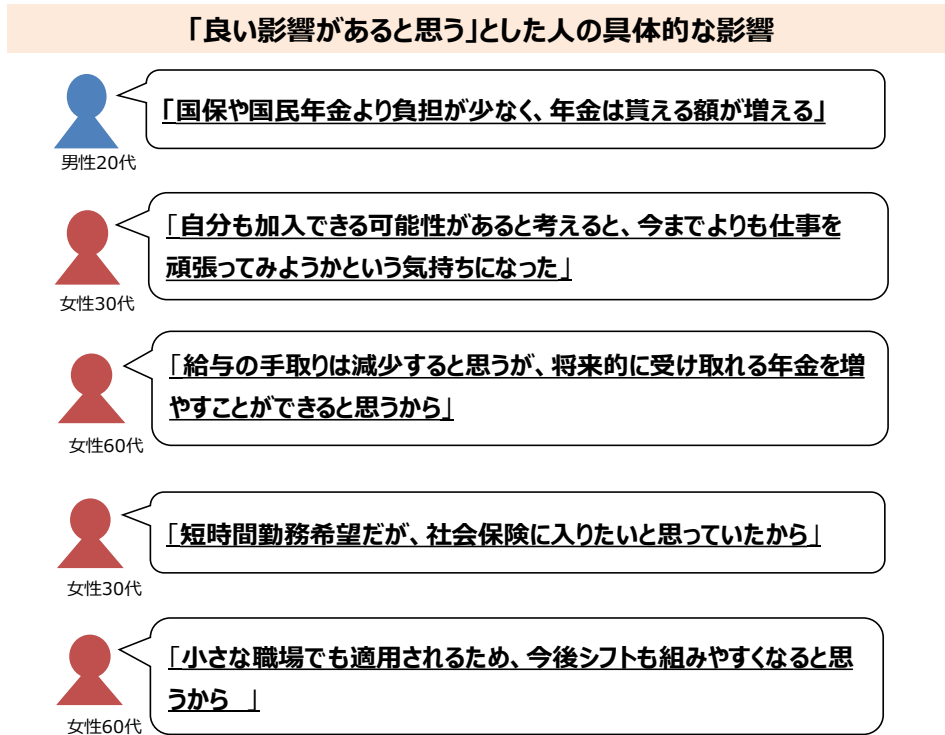 「良い影響があると思う」とした人の具体的な影響
「国保や国民年金より負担が少なく、年金は貰える額が増える」
男性20代
「自分も加入できる可能性があると考えると、今までよりも仕事を
頑張ってみようかという気持ちになった」
女性30代
「給与の手取りは減少すると思うが、将来的に受け取れる年金を増
やすことができると思うから」
女性60代
「短時間勤務希望だが、社会保険に入りたいと思っていたから」
女性30代
「小さな職場でも適用されるため、今後シフトも組みやすくなると思
うから　」
女性60代